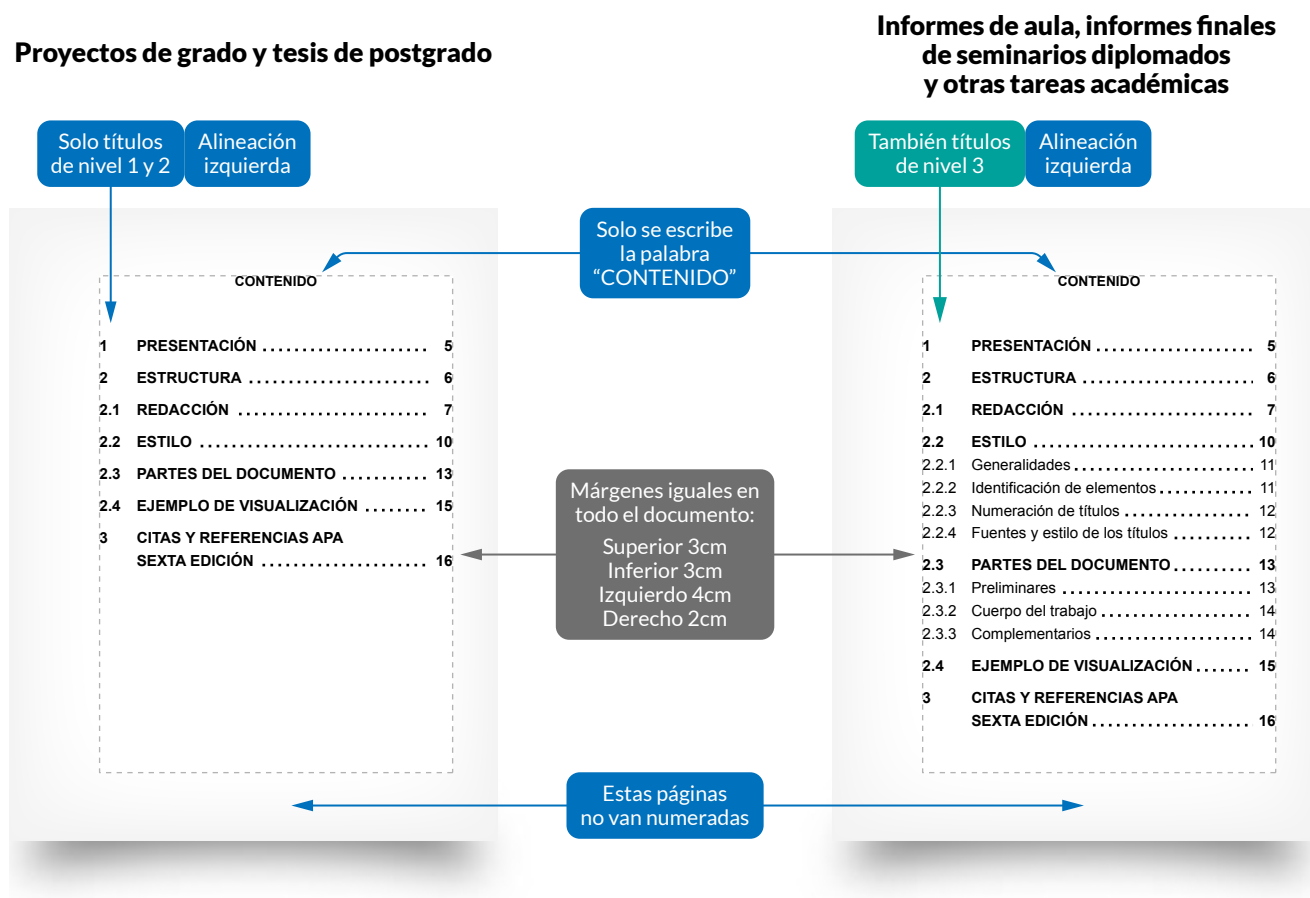 Proyectos de grado y tesis de postgrado
Informes de aula, informes finales
de seminarios diplomados
y otras tareas académicas
Solo títulos
de nivel 1 y 2
Alineación
izquierda
También títulos
de nivel 3
Alineación
izquierda
Solo se escribe
la palabra
“CONTENIDO”
CONTENIDO
1 PRESENTACIÓN ...................... 5
2 ESTRUCTURA ........................ 6
2.1 REDACCIÓN ......................... 7
2.2 ESTILO .............................. 10
2.3 PARTES DEL DOCUMENTO ............ 13
2.4 EJEMPLO DE VISUALIZACIÓN ........ 15
3 CITAS Y REFERENCIAS APA
SEXTA EDICIÓN ...................... 16
Márgenes iguales en
todo el documento:
Superior 3cm
Inferior 3cm
Izquierdo 4cm
Derecho 2cm
CONTENIDO
1 PRESENTACIÓN ..................... 5
2 ESTRUCTURA ....................... 6
2.1 REDACCIÓN ........................ 7
2.2 ESTILO ............................. 10
2.2.1 Generalidades ........................ 11
2.2.2 Identificación de elementos ............ 11
2.2.3 Numeración de títulos ................. 12
2.2.4 Fuentes y estilo de los títulos .......... 12
2.3 PARTES DEL DOCUMENTO .......... 13
2.3.1 Preliminares ......................... 13
2.3.2 Cuerpo del trabajo .................... 14
2.3.3 Complementarios ..................... 14
2.4 EJEMPLO DE VISUALIZACIÓN ....... 15
3 CITAS Y REFERENCIAS APA
SEXTA EDICIÓN .................... 16
Estas páginas
no van numeradas